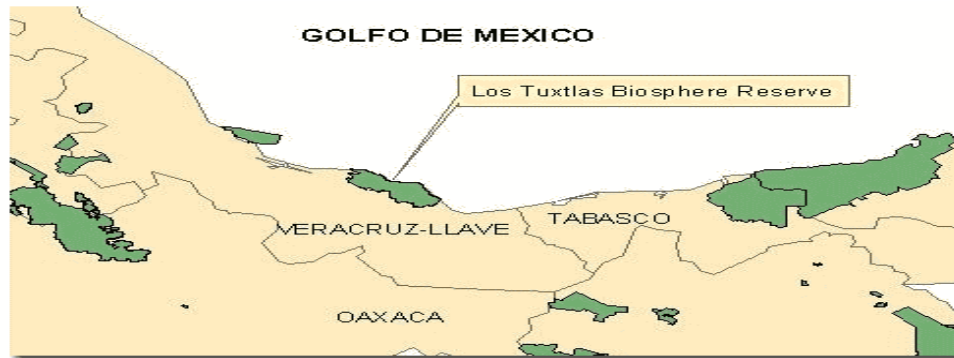 GOLFO DE MEXICO
Los Tuxtlas Biosphere Reserve
TABASCO
VERACRUZ-LLAVE
OAXACA